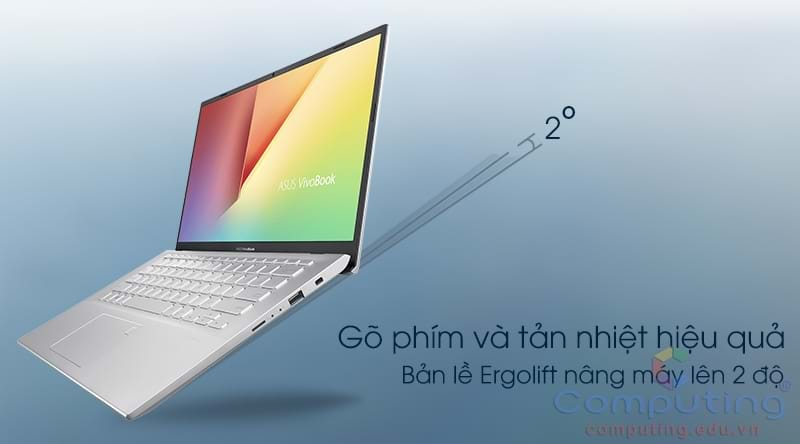 2°
ASUS VivoBook
Gõ phím và tản nhiệt hiệu quả
Bản lề Ergolift nâng máy lên 2 độ
Computing
computing.edu.vn